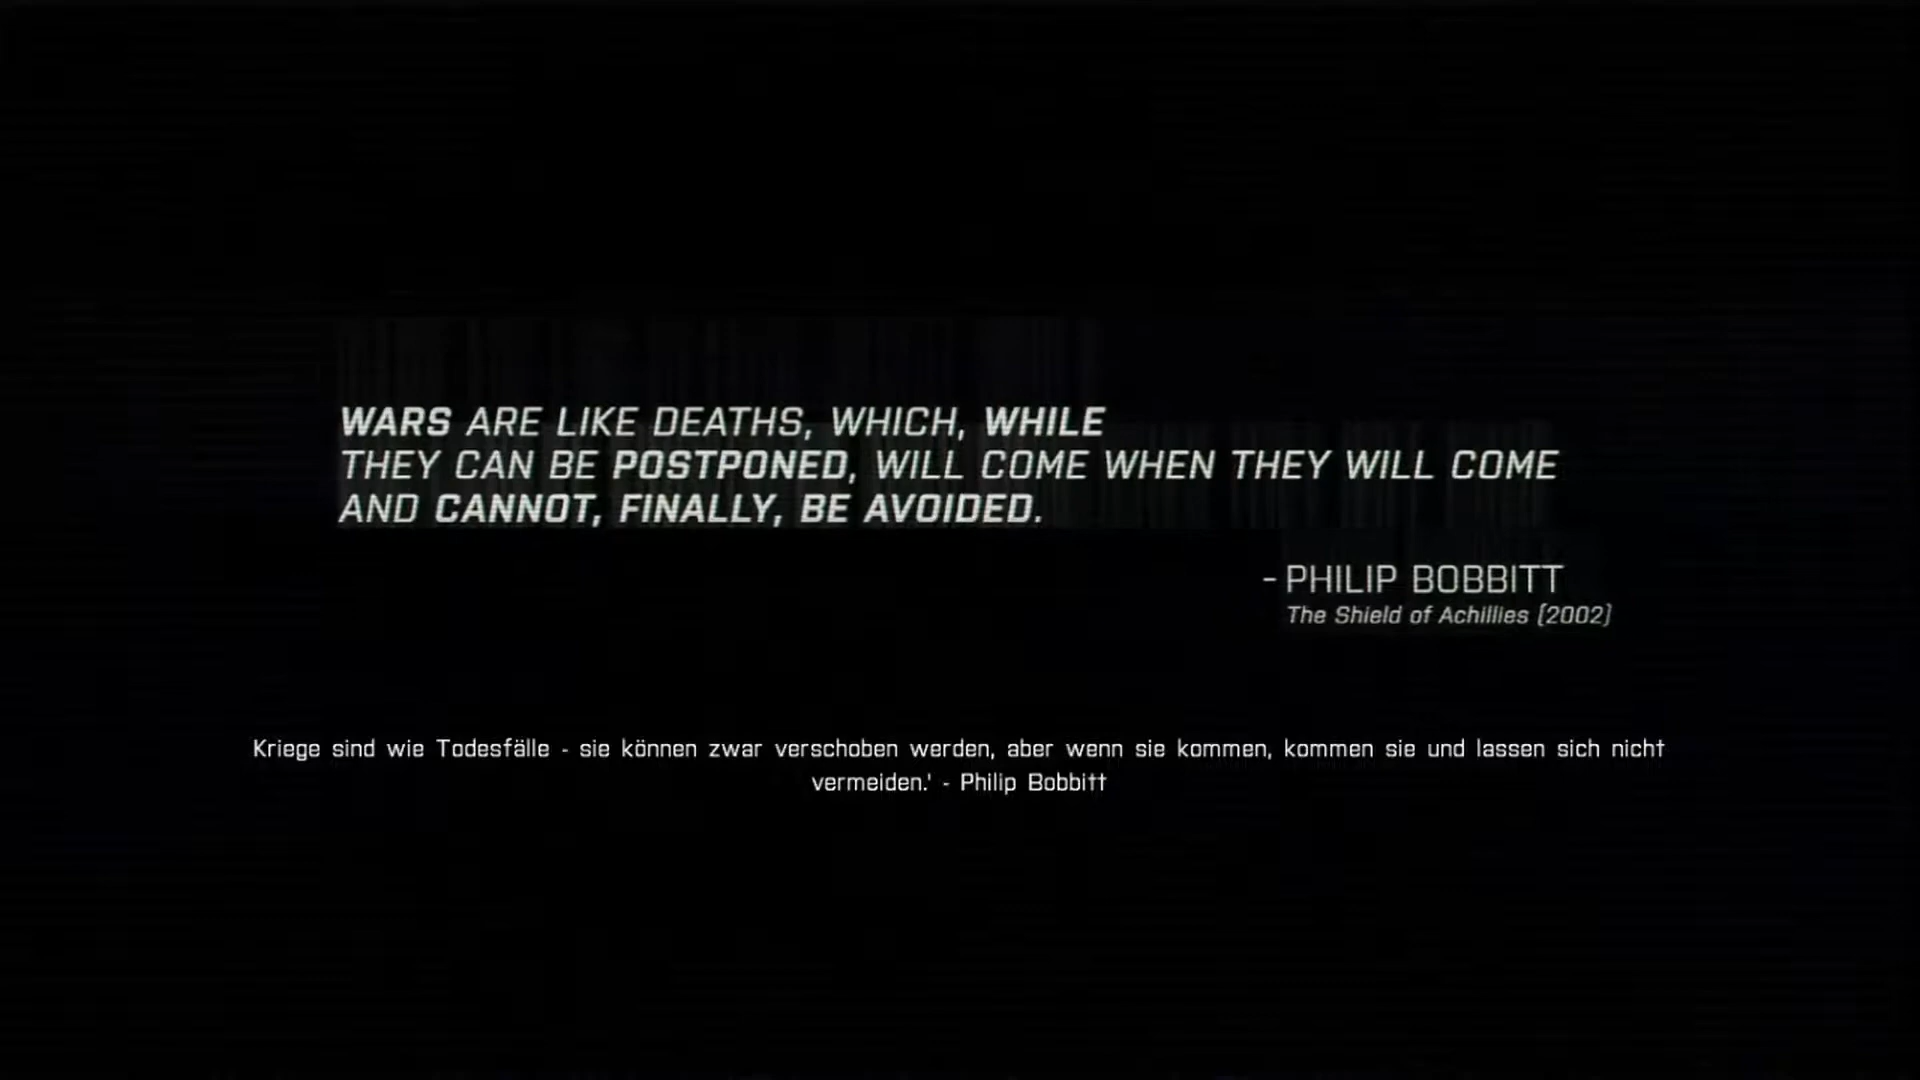 WARS ARE LIKE DEATHS, WHICH, WHILE
THEY CAN BE POSTPONED, WILL COME WHEN THEY WILL COME
AND CANNOT, FINALLY, BE AVOIDED.
- PHILIP BOBBITT
The Shield of Achillies (2002)
Kriege sind wie Todesfälle - sie können zwar verschoben werden, aber wenn sie kommen, kommen sie und lassen sich nicht
vermeiden.' - Philip Bobbitt